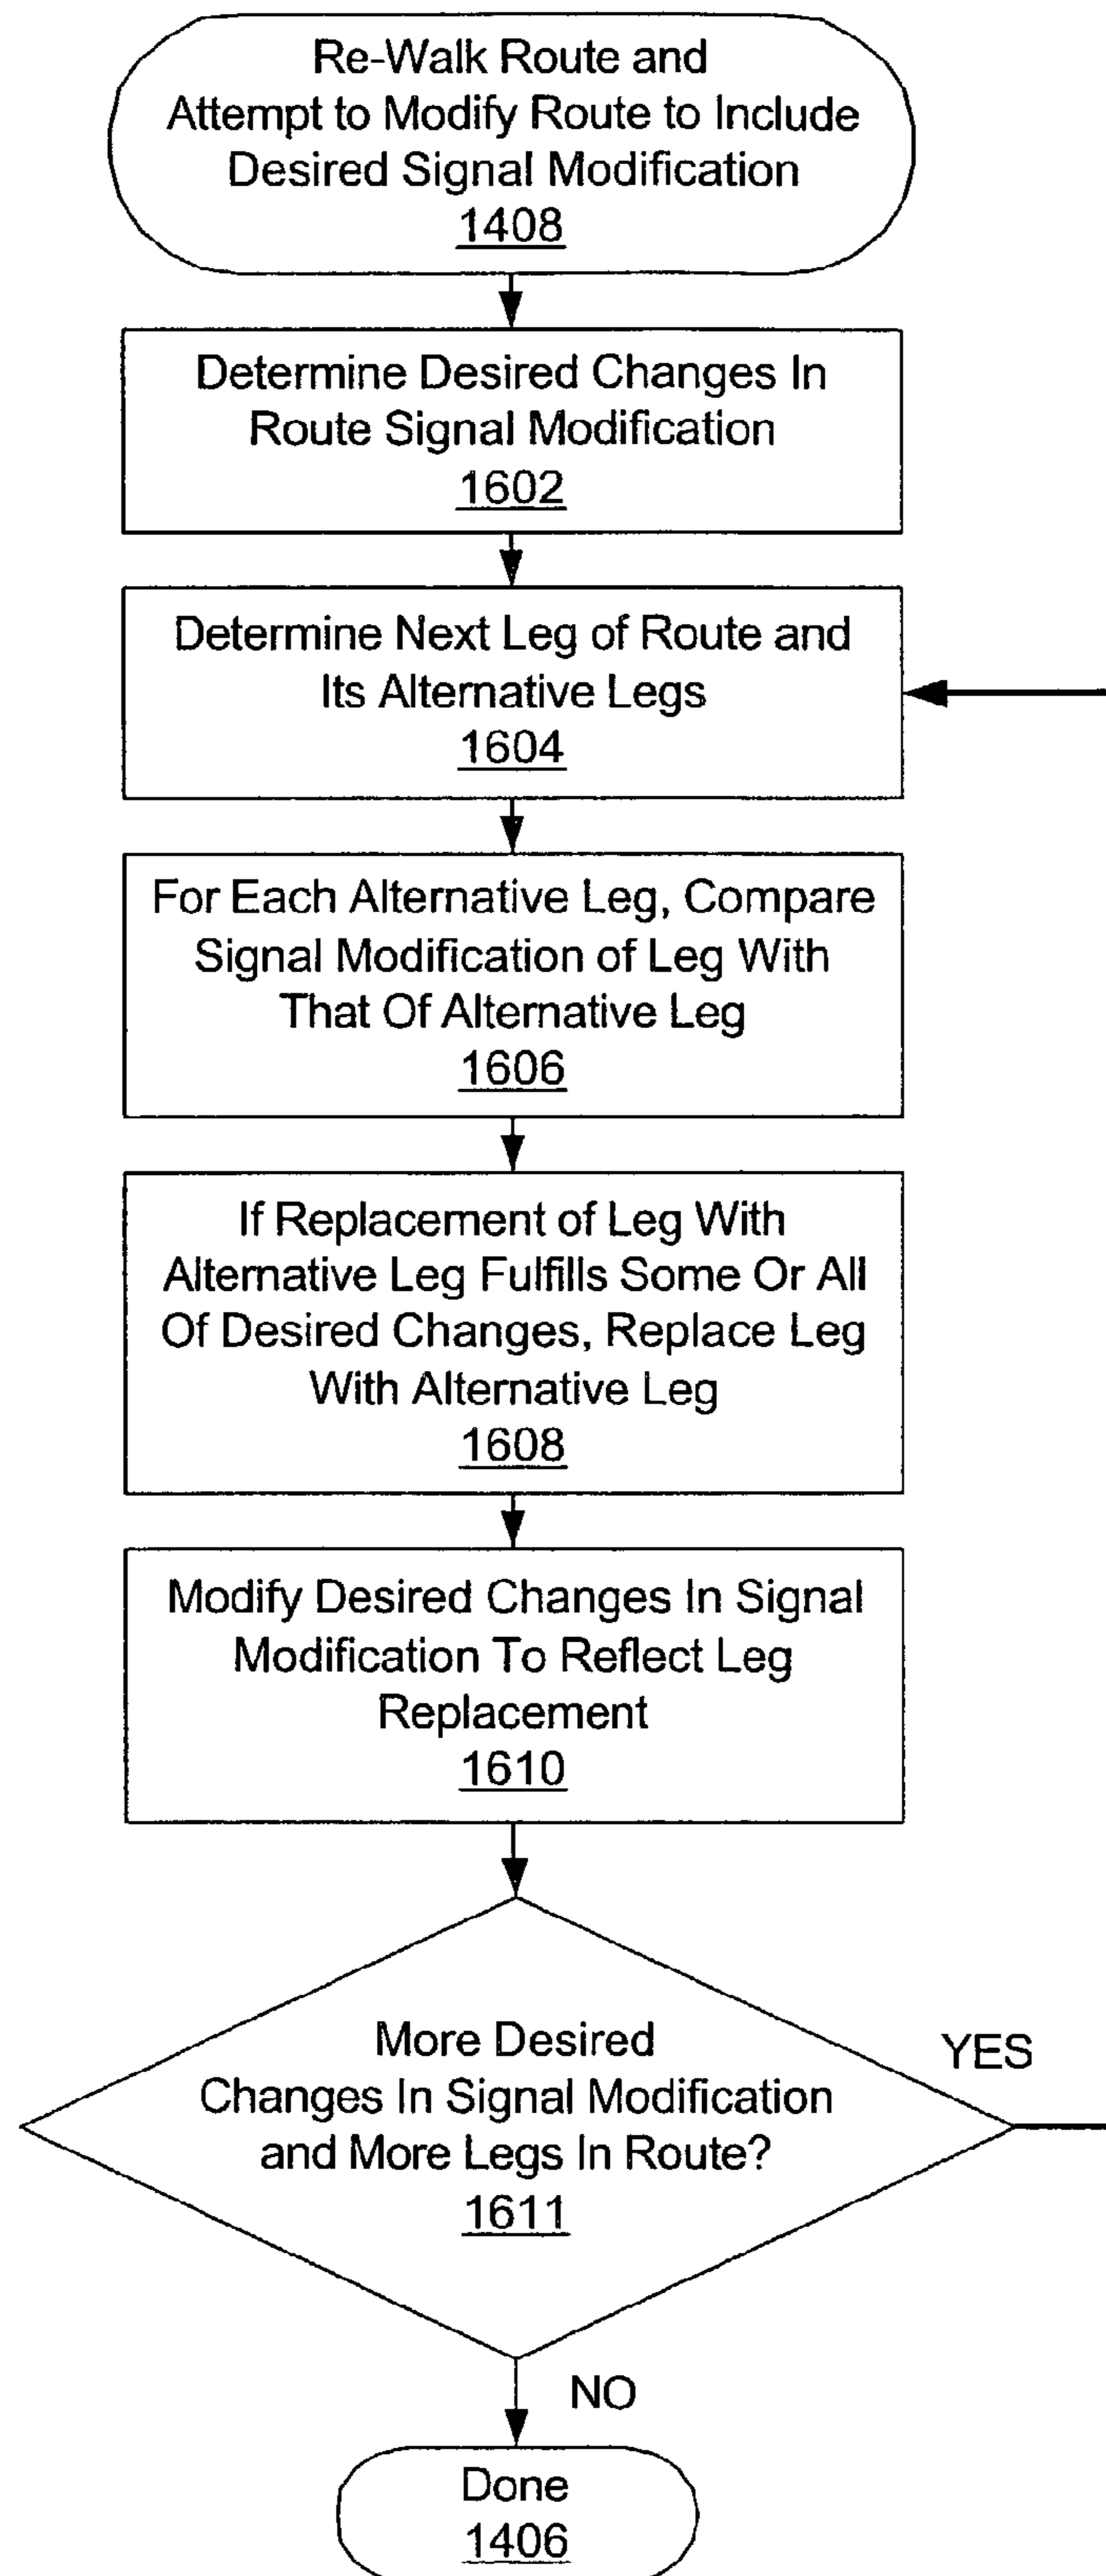 Re-Walk Route and
Attempt to Modify Route to Include
Desired Signal Modification
1408
Determine Desired Changes In
Route Signal Modification
1602
Determine Next Leg of Route and
Its Alternative Legs
1604
For Each Alternative Leg, Compare
Signal Modification of Leg With
That Of Alternative Leg
1606
If Replacement of Leg With
Alternative Leg Fulfills Some Or All
Of Desired Changes, Replace Leg
With Alternative Leg
1608
Modify Desired Changes In Signal
Modification To Reflect Leg
Replacement
1610
More Desired
Changes In Signal Modification
and More Legs In Route?
1611
YES
NO
Done
1406